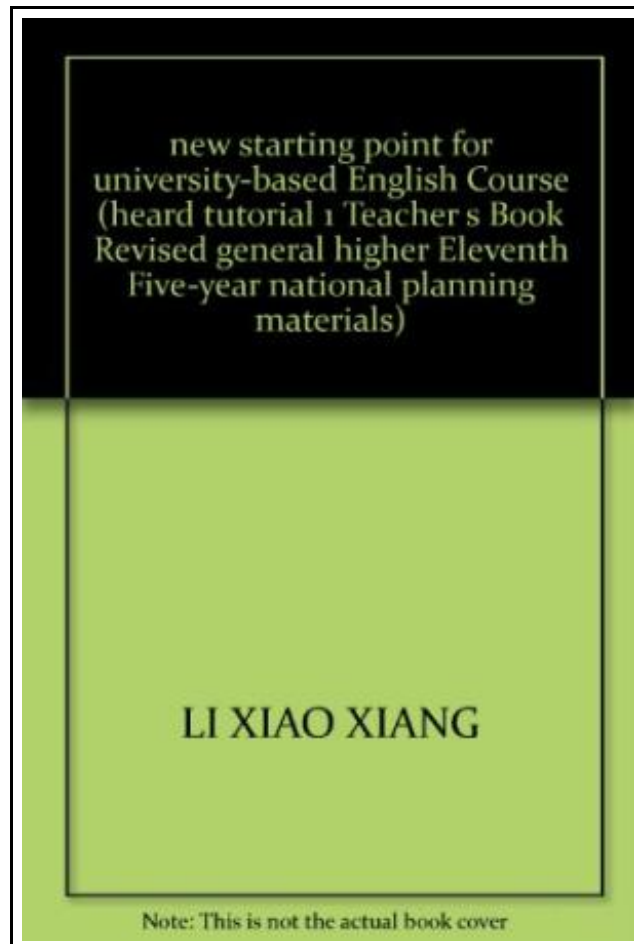 new starting point for
university-based English Course
(heard tutorial 1 Teacher s Book
Revised general higher Eleventh
Five-year national planning
materials)
LI XIAO XIANG
Note: This is not the actual book cover